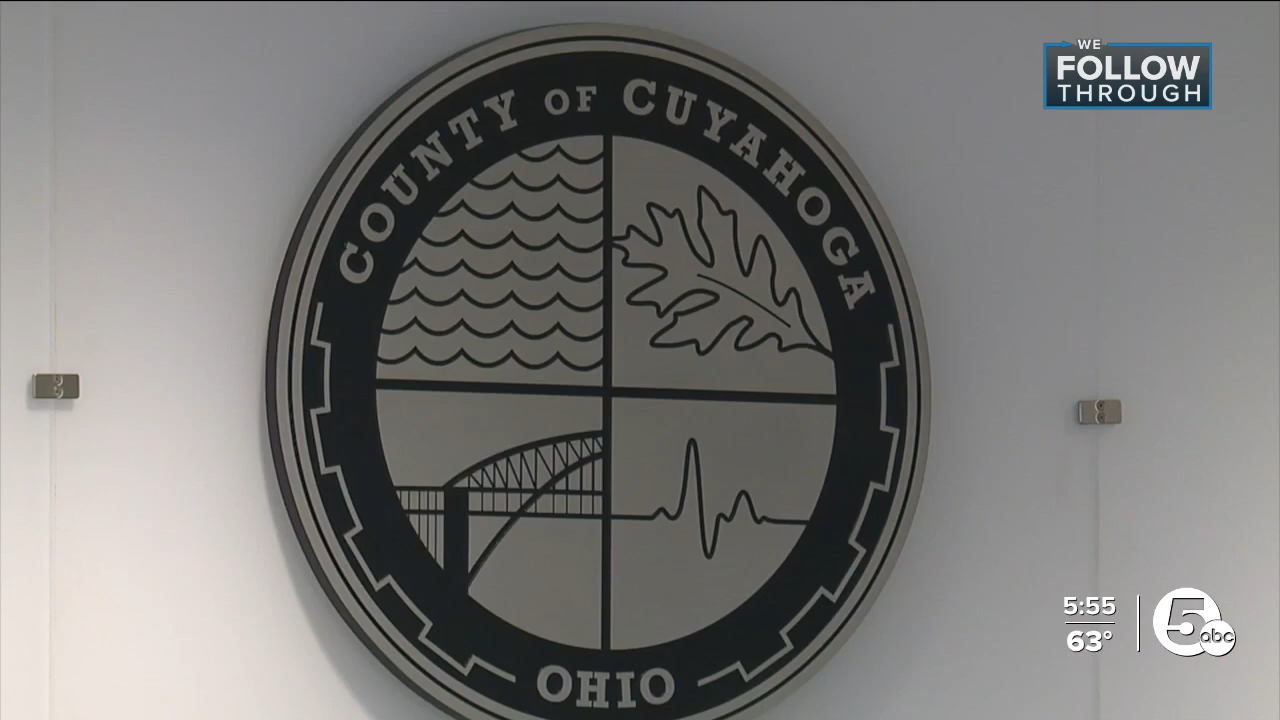 WE
FOLLOW
THROUGH
COUNTY OF CUYAHOGA
OHIO
5:55
63°
5
abc